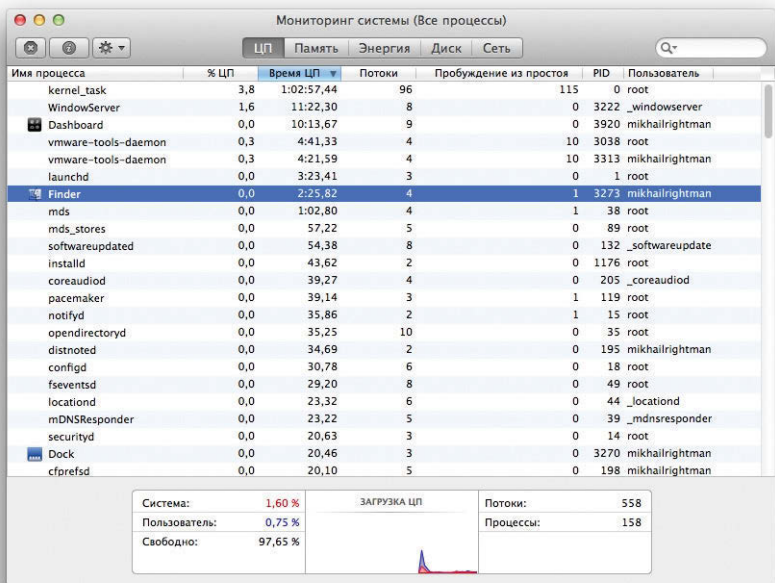 Мониторинг системы (Все процессы)
ЦП Память Энергия Диск Сеть
Имя процесса % ЦП Время ЦП Потоки Пробуждение из простоя PID Пользователь
kernel_task 3,8 1:02:57,44 96 115 0 root
WindowServer 1,6 11:22,30 8 0 3222 _windowserver
Dashboard 0,0 10:13,67 9 0 3920 mikhailrightman
vmware-tools-daemon 0,3 4:41,33 4 10 3038 root
vmware-tools-daemon 0,3 4:21,59 4 10 3313 mikhailrightman
launchd 0,0 3:23,41 3 0 1 root
Finder 0,0 2:25,82 4 1 3273 mikhailrightman
mds 0,0 1:02,80 4 1 38 root
mds_stores 0,0 57,22 5 0 89 root
softwareupdated 0,0 54,38 8 0 132 _softwareupdate
installd 0,0 43,62 2 0 1176 root
coreaudiod 0,0 39,27 4 0 205 _coreaudiod
pacemaker 0,0 39,14 3 1 119 root
notifyd 0,0 35,86 2 1 15 root
opendirectoryd 0,0 35,25 10 0 35 root
distnoted 0,0 34,69 2 0 195 mikhailrightman
configd 0,0 30,78 6 0 18 root
fseventsd 0,0 29,20 8 0 49 root
locationd 0,0 23,32 6 0 44 _locationd
mDNSResponder 0,0 23,22 5 0 39 _mdnsresponder
securityd 0,0 20,63 3 0 14 root
Dock 0,0 20,46 3 0 3270 mikhailrightman
cfprefsd 0,0 20,10 5 0 198 mikhailrightman
Система: 1,60 % ЗАГРУЗКА ЦП Потоки: 558
Пользователь: 0,75 % Процессы: 158
Свободно: 97,65 %